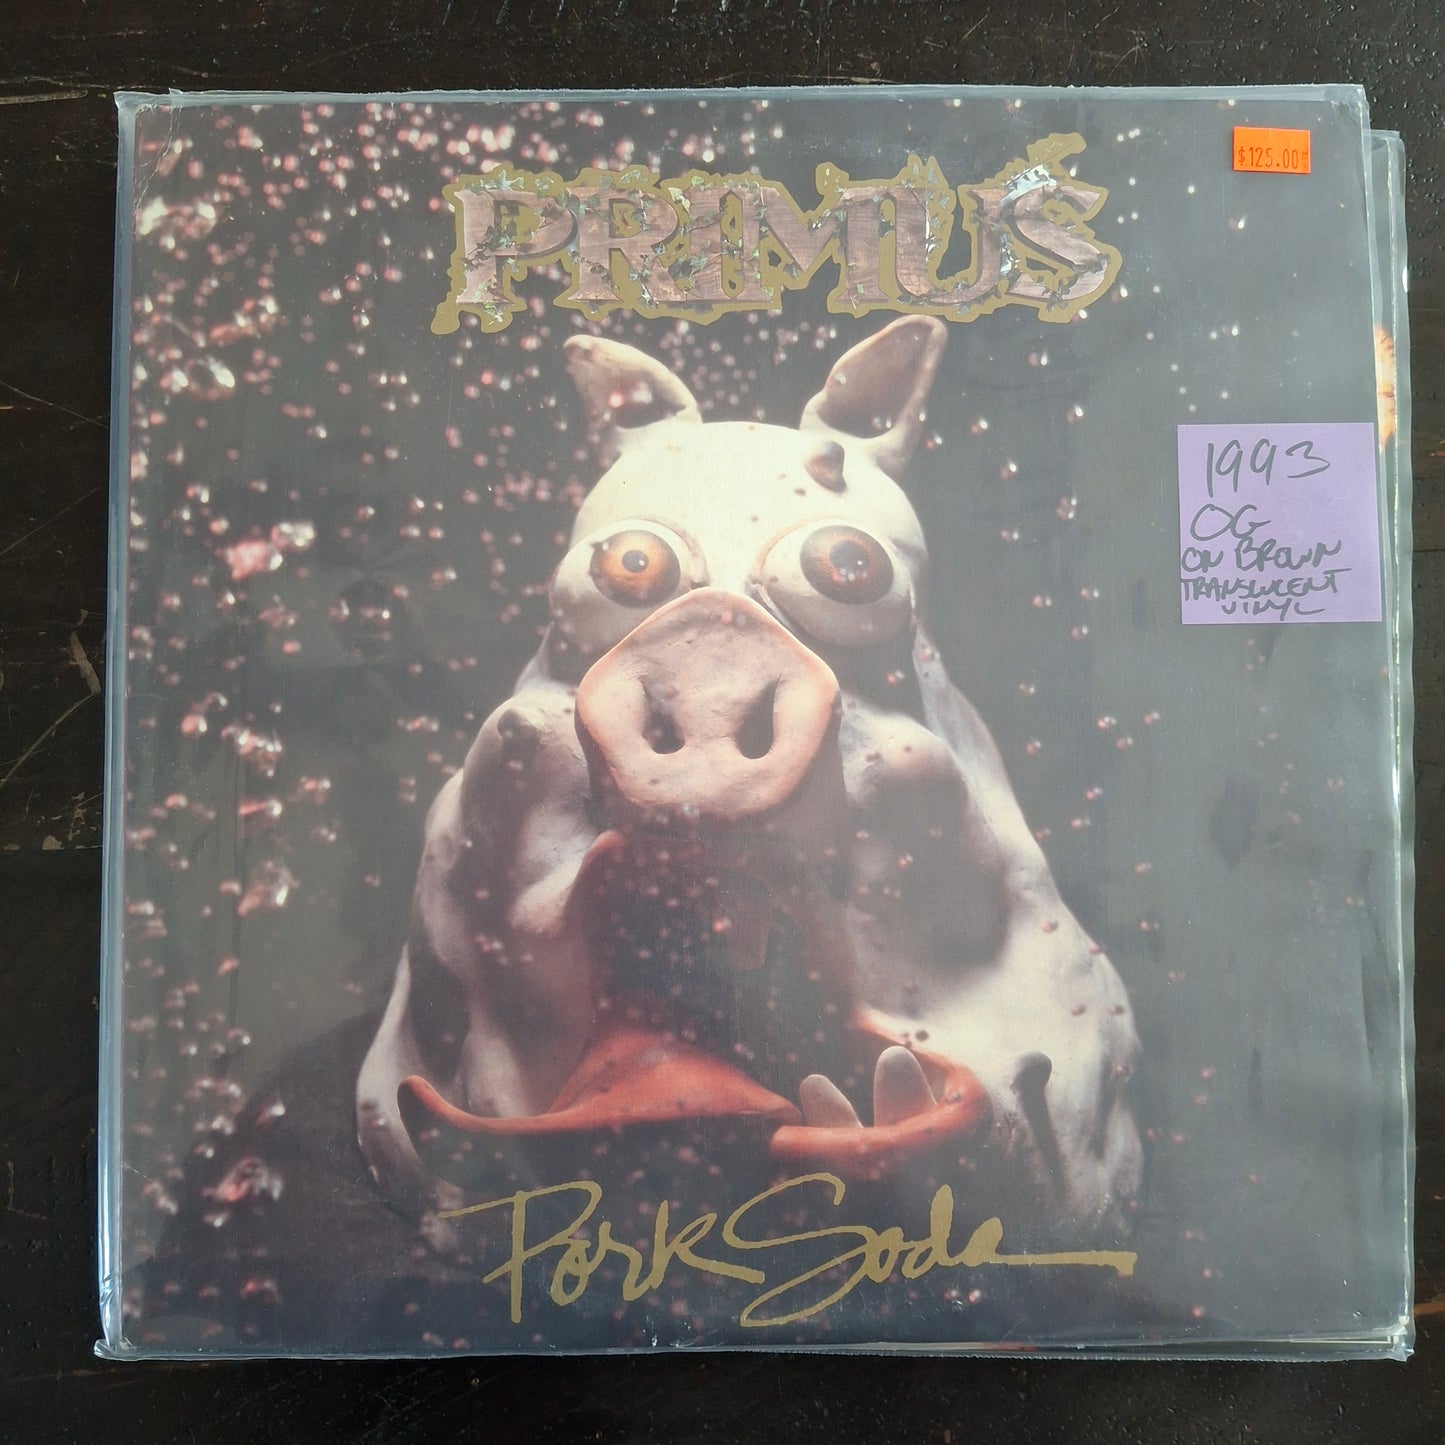 PRIMUS
$125.00
1993
OG
ON BROWN
TRANSLUCENT
VINYL
Pork Soda